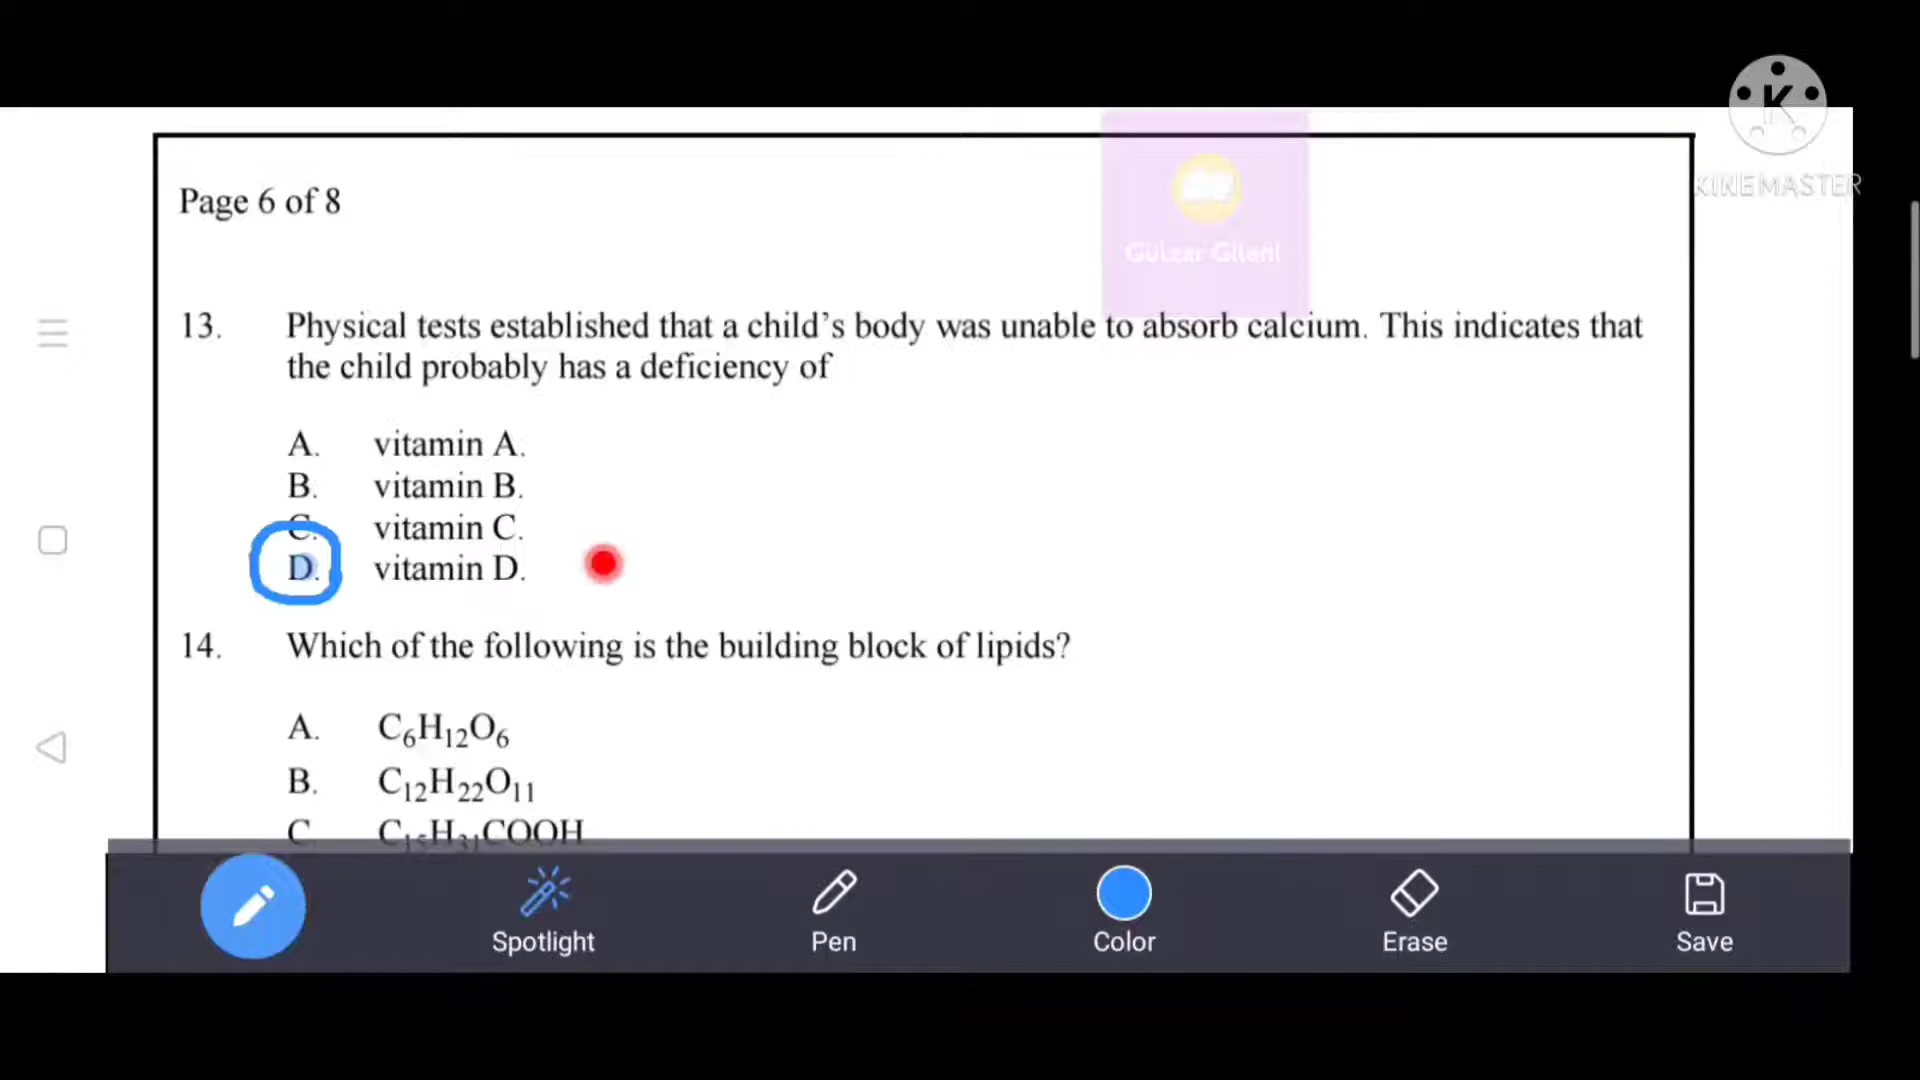 K
KINEMASTER
Gulzar Gilani
Page 6 of 8
13. Physical tests established that a child's body was unable to absorb calcium. This indicates that
the child probably has a deficiency of
A. vitamin A.
B. vitamin B.
C. vitamin C.
D. vitamin D.
14. Which of the following is the building block of lipids?
A. C₆H₁₂O₆
B. C₁₂H₂₂O₁₁
C. C₁₅H₃₁COOH
Spotlight Pen Color Erase Save